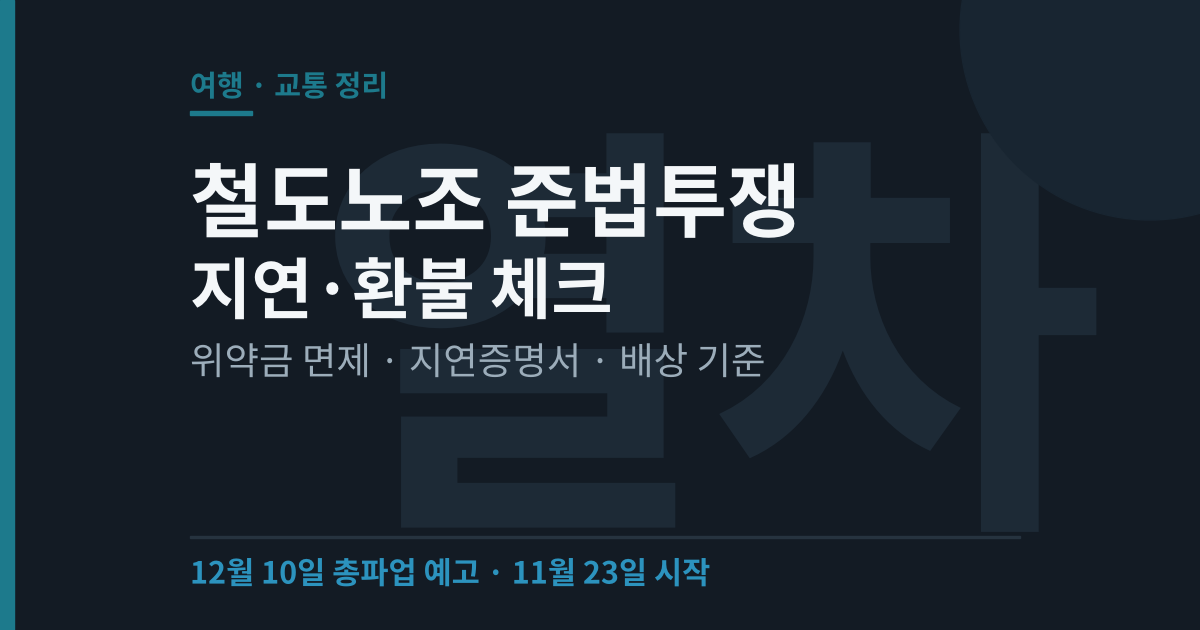 여행 · 교통 정리
철도노조 준법투쟁
지연·환불 체크
위약금 면제 · 지연증명서 · 배상 기준
열차
12월 10일 총파업 예고 · 11월 23일 시작